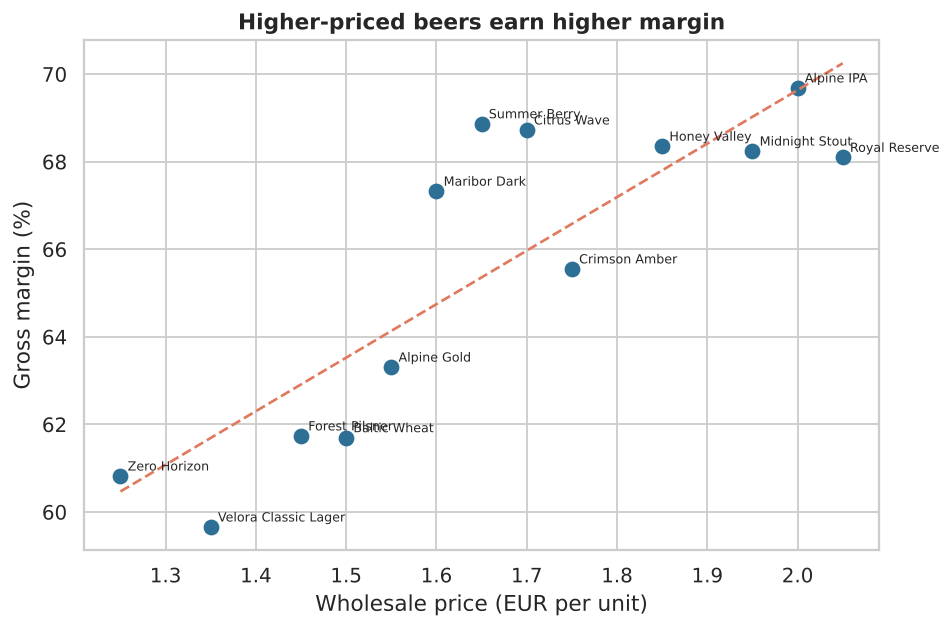 Higher-priced beers earn higher margin
Gross margin (%)
70
68
66
64
62
60
Alpine IPA
Summer Berry
Citrus Wave
Honey Valley
Midnight Stout
Royal Reserve
Maribor Dark
Crimson Amber
Alpine Gold
Forest Pilsner
Baltic Wheat
Zero Horizon
Velora Classic Lager
1.3 1.4 1.5 1.6 1.7 1.8 1.9 2.0
Wholesale price (EUR per unit)